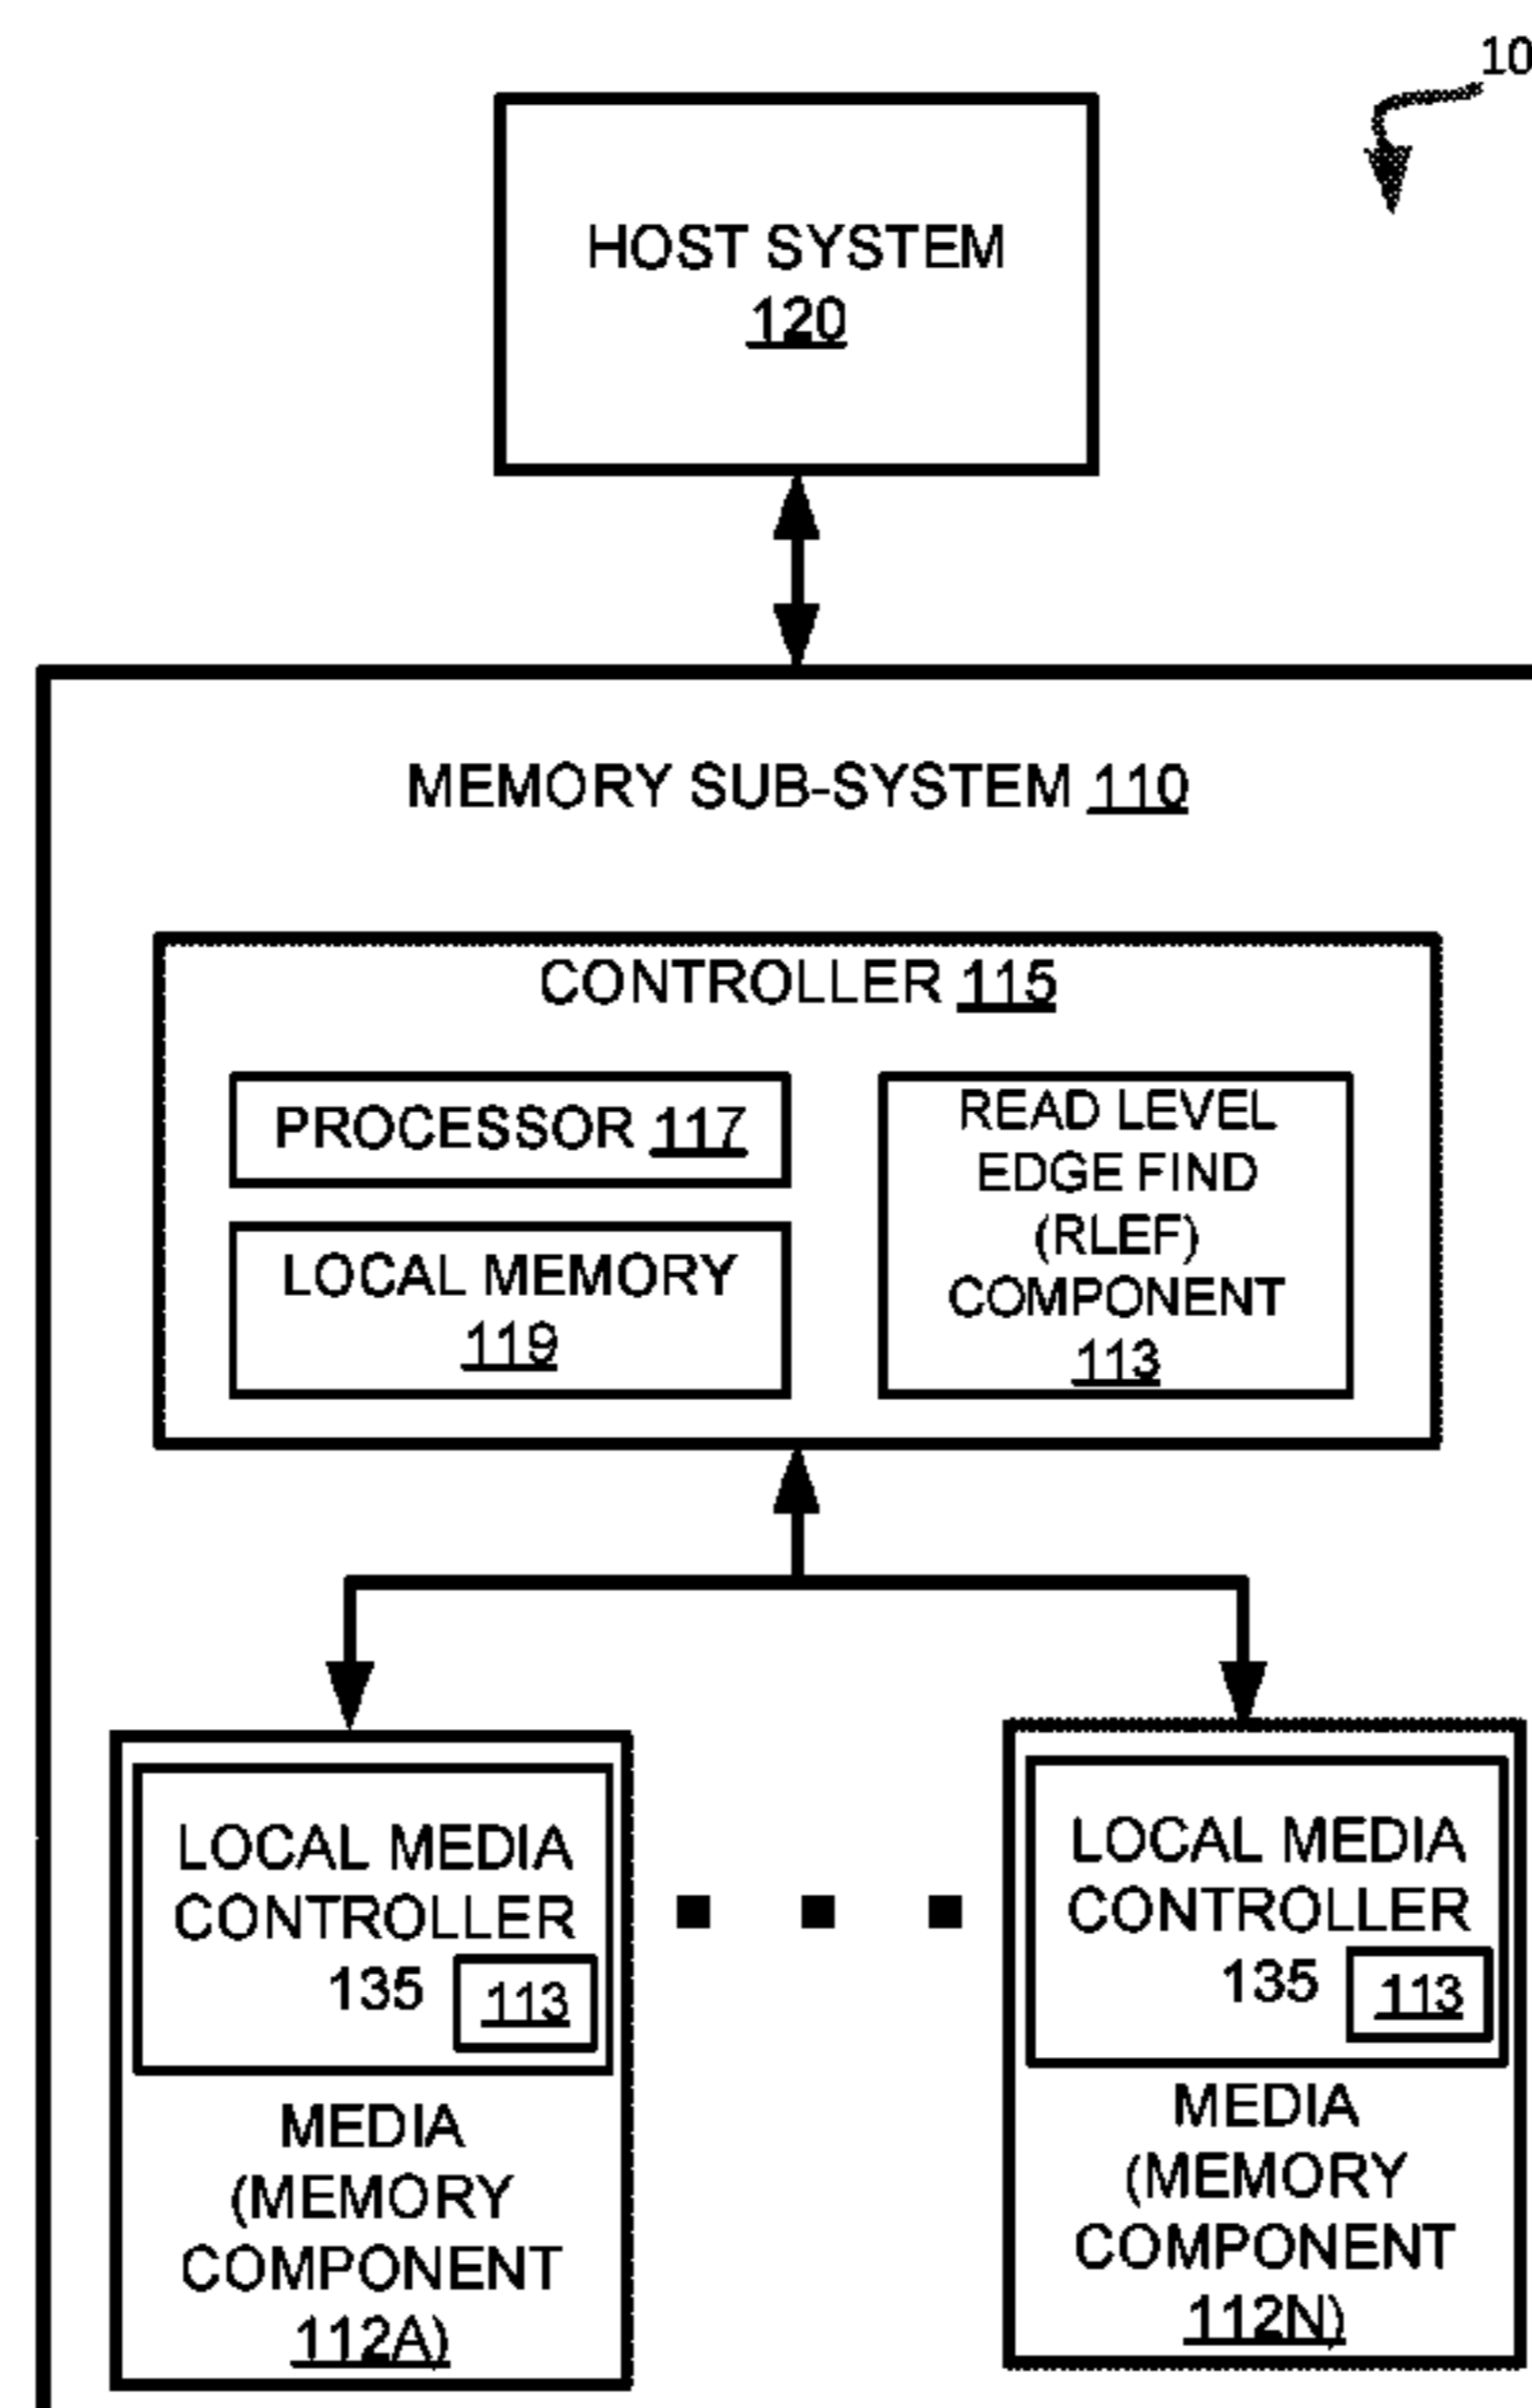 10
HOST SYSTEM
120
MEMORY SUB-SYSTEM 110
CONTROLLER 115
PROCESSOR 117
LOCAL MEMORY
119
READ LEVEL
EDGE FIND
(RLEF)
COMPONENT
113
LOCAL MEDIA
CONTROLLER
135
113
MEDIA
(MEMORY
COMPONENT
112A)
LOCAL MEDIA
CONTROLLER
135
113
MEDIA
(MEMORY
COMPONENT
112N)